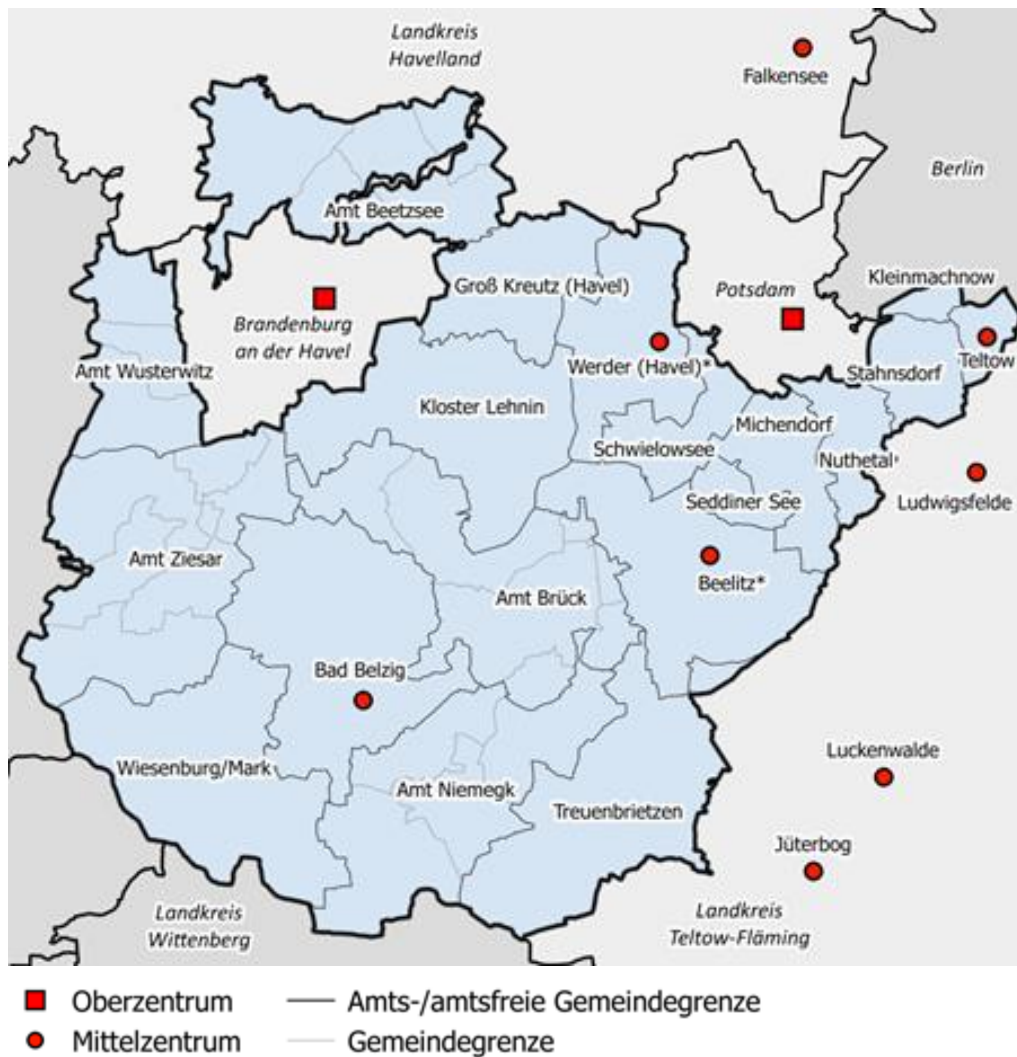 Landkreis
Havelland
Falkensee
Berlin
Amt Beetzsee
Kleinmachnow
Groß Kreutz (Havel)
Potsdam
Brandenburg
an der Havel
Teltow
Werder (Havel)*
Stahnsdorf
Amt Wusterwitz
Kloster Lehnin
Michendorf
Schwielowsee
Nuthetal
Seddiner See
Ludwigsfelde
Amt Ziesar
Beelitz*
Amt Brück
Bad Belzig
Luckenwalde
Wiesenburg/Mark
Amt Niemegk
Treuenbrietzen
Jüterbog
Landkreis
Wittenberg
Landkreis
Teltow-Fläming
Oberzentrum
Amts-/amtsfreie Gemeindegrenze
Mittelzentrum
Gemeindegrenze